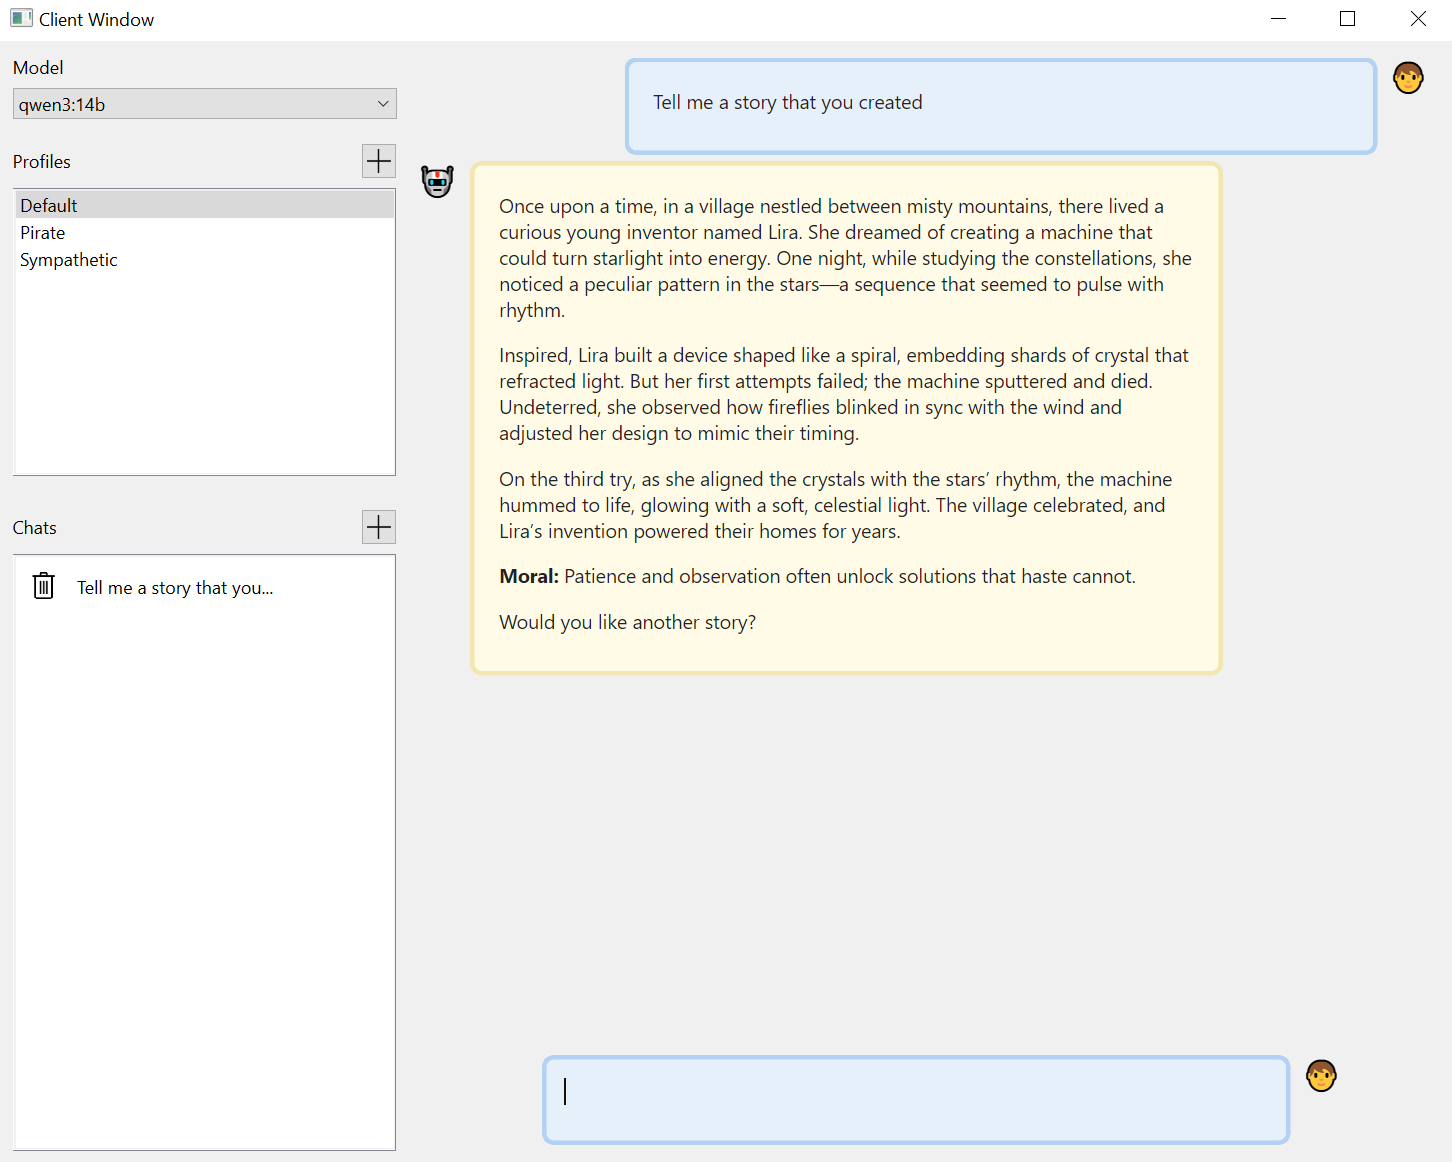 Client Window
Model
qwen3:14b
Profiles
Default
Pirate
Sympathetic
Chats
Tell me a story that you...
Tell me a story that you created
Once upon a time, in a village nestled between misty mountains, there lived a
curious young inventor named Lira. She dreamed of creating a machine that
could turn starlight into energy. One night, while studying the constellations, she
noticed a peculiar pattern in the stars—a sequence that seemed to pulse with
rhythm.
Inspired, Lira built a device shaped like a spiral, embedding shards of crystal that
refracted light. But her first attempts failed; the machine sputtered and died.
Undeterred, she observed how fireflies blinked in sync with the wind and
adjusted her design to mimic their timing.
On the third try, as she aligned the crystals with the stars’ rhythm, the machine
hummed to life, glowing with a soft, celestial light. The village celebrated, and
Lira’s invention powered their homes for years.
Moral: Patience and observation often unlock solutions that haste cannot.
Would you like another story?